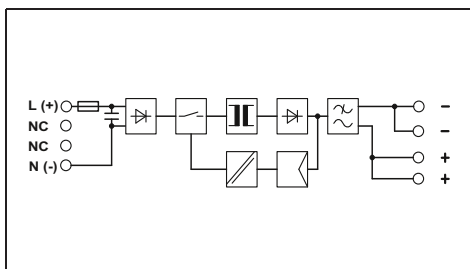 L (+)
NC
NC
N (-)
–
–
+
+